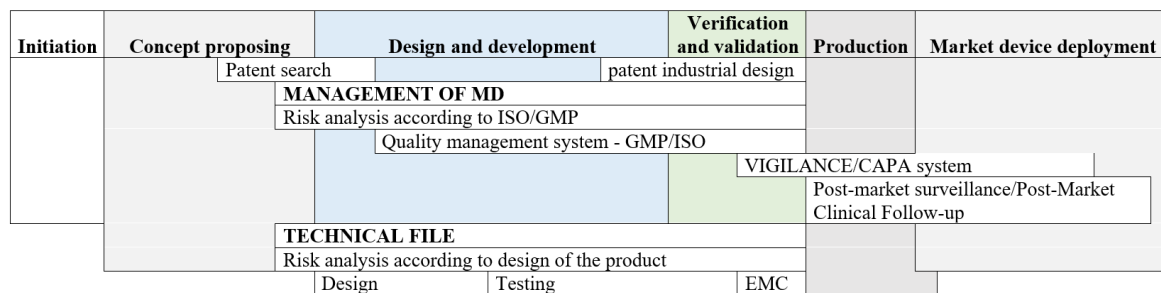 Verification
Initiation Concept proposing Design and development and validation Production Market device deployment
Patent search patent industrial design
MANAGEMENT OF MD
Risk analysis according to ISO/GMP
Quality management system - GMP/ISO
VIGILANCE/CAPA system
Post-market surveillance/Post-Market
Clinical Follow-up
TECHNICAL FILE
Risk analysis according to design of the product
Design Testing EMC